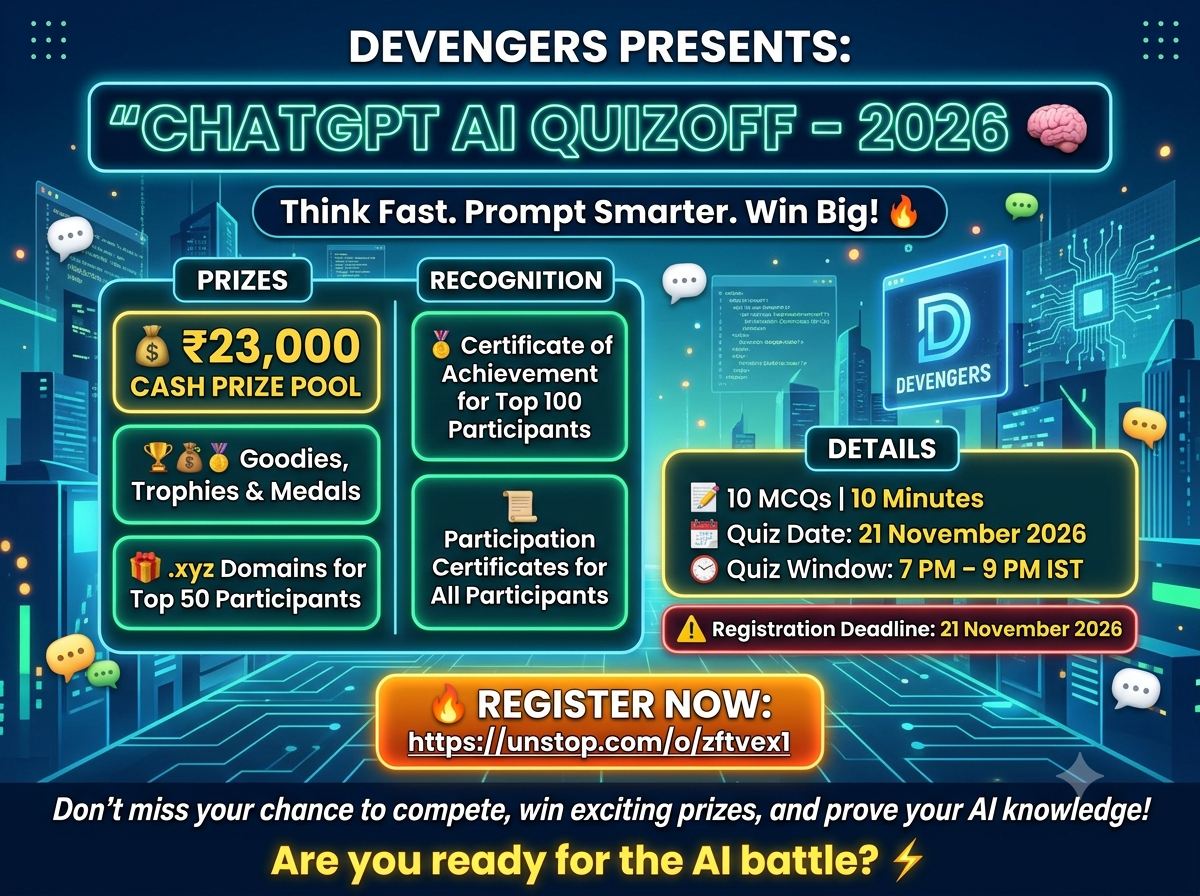 DEVENGERS PRESENTS:
“CHATGPT AI QUIZOFF – 2026
Think Fast. Prompt Smarter. Win Big!
PRIZES
₹23,000
CASH PRIZE POOL
Goodies,
Trophies & Medals
.xyz Domains for
Top 50 Participants
RECOGNITION
Certificate of
Achievement
for Top 100
Participants
Participation
Certificates for
All Participants
DEVENGERS
DETAILS
10 MCQs | 10 Minutes
Quiz Date: 21 November 2026
Quiz Window: 7 PM – 9 PM IST
Registration Deadline: 21 November 2026
REGISTER NOW:
https://unstop.com/o/zftvex1
Don’t miss your chance to compete, win exciting prizes, and prove your AI knowledge!
Are you ready for the AI battle?